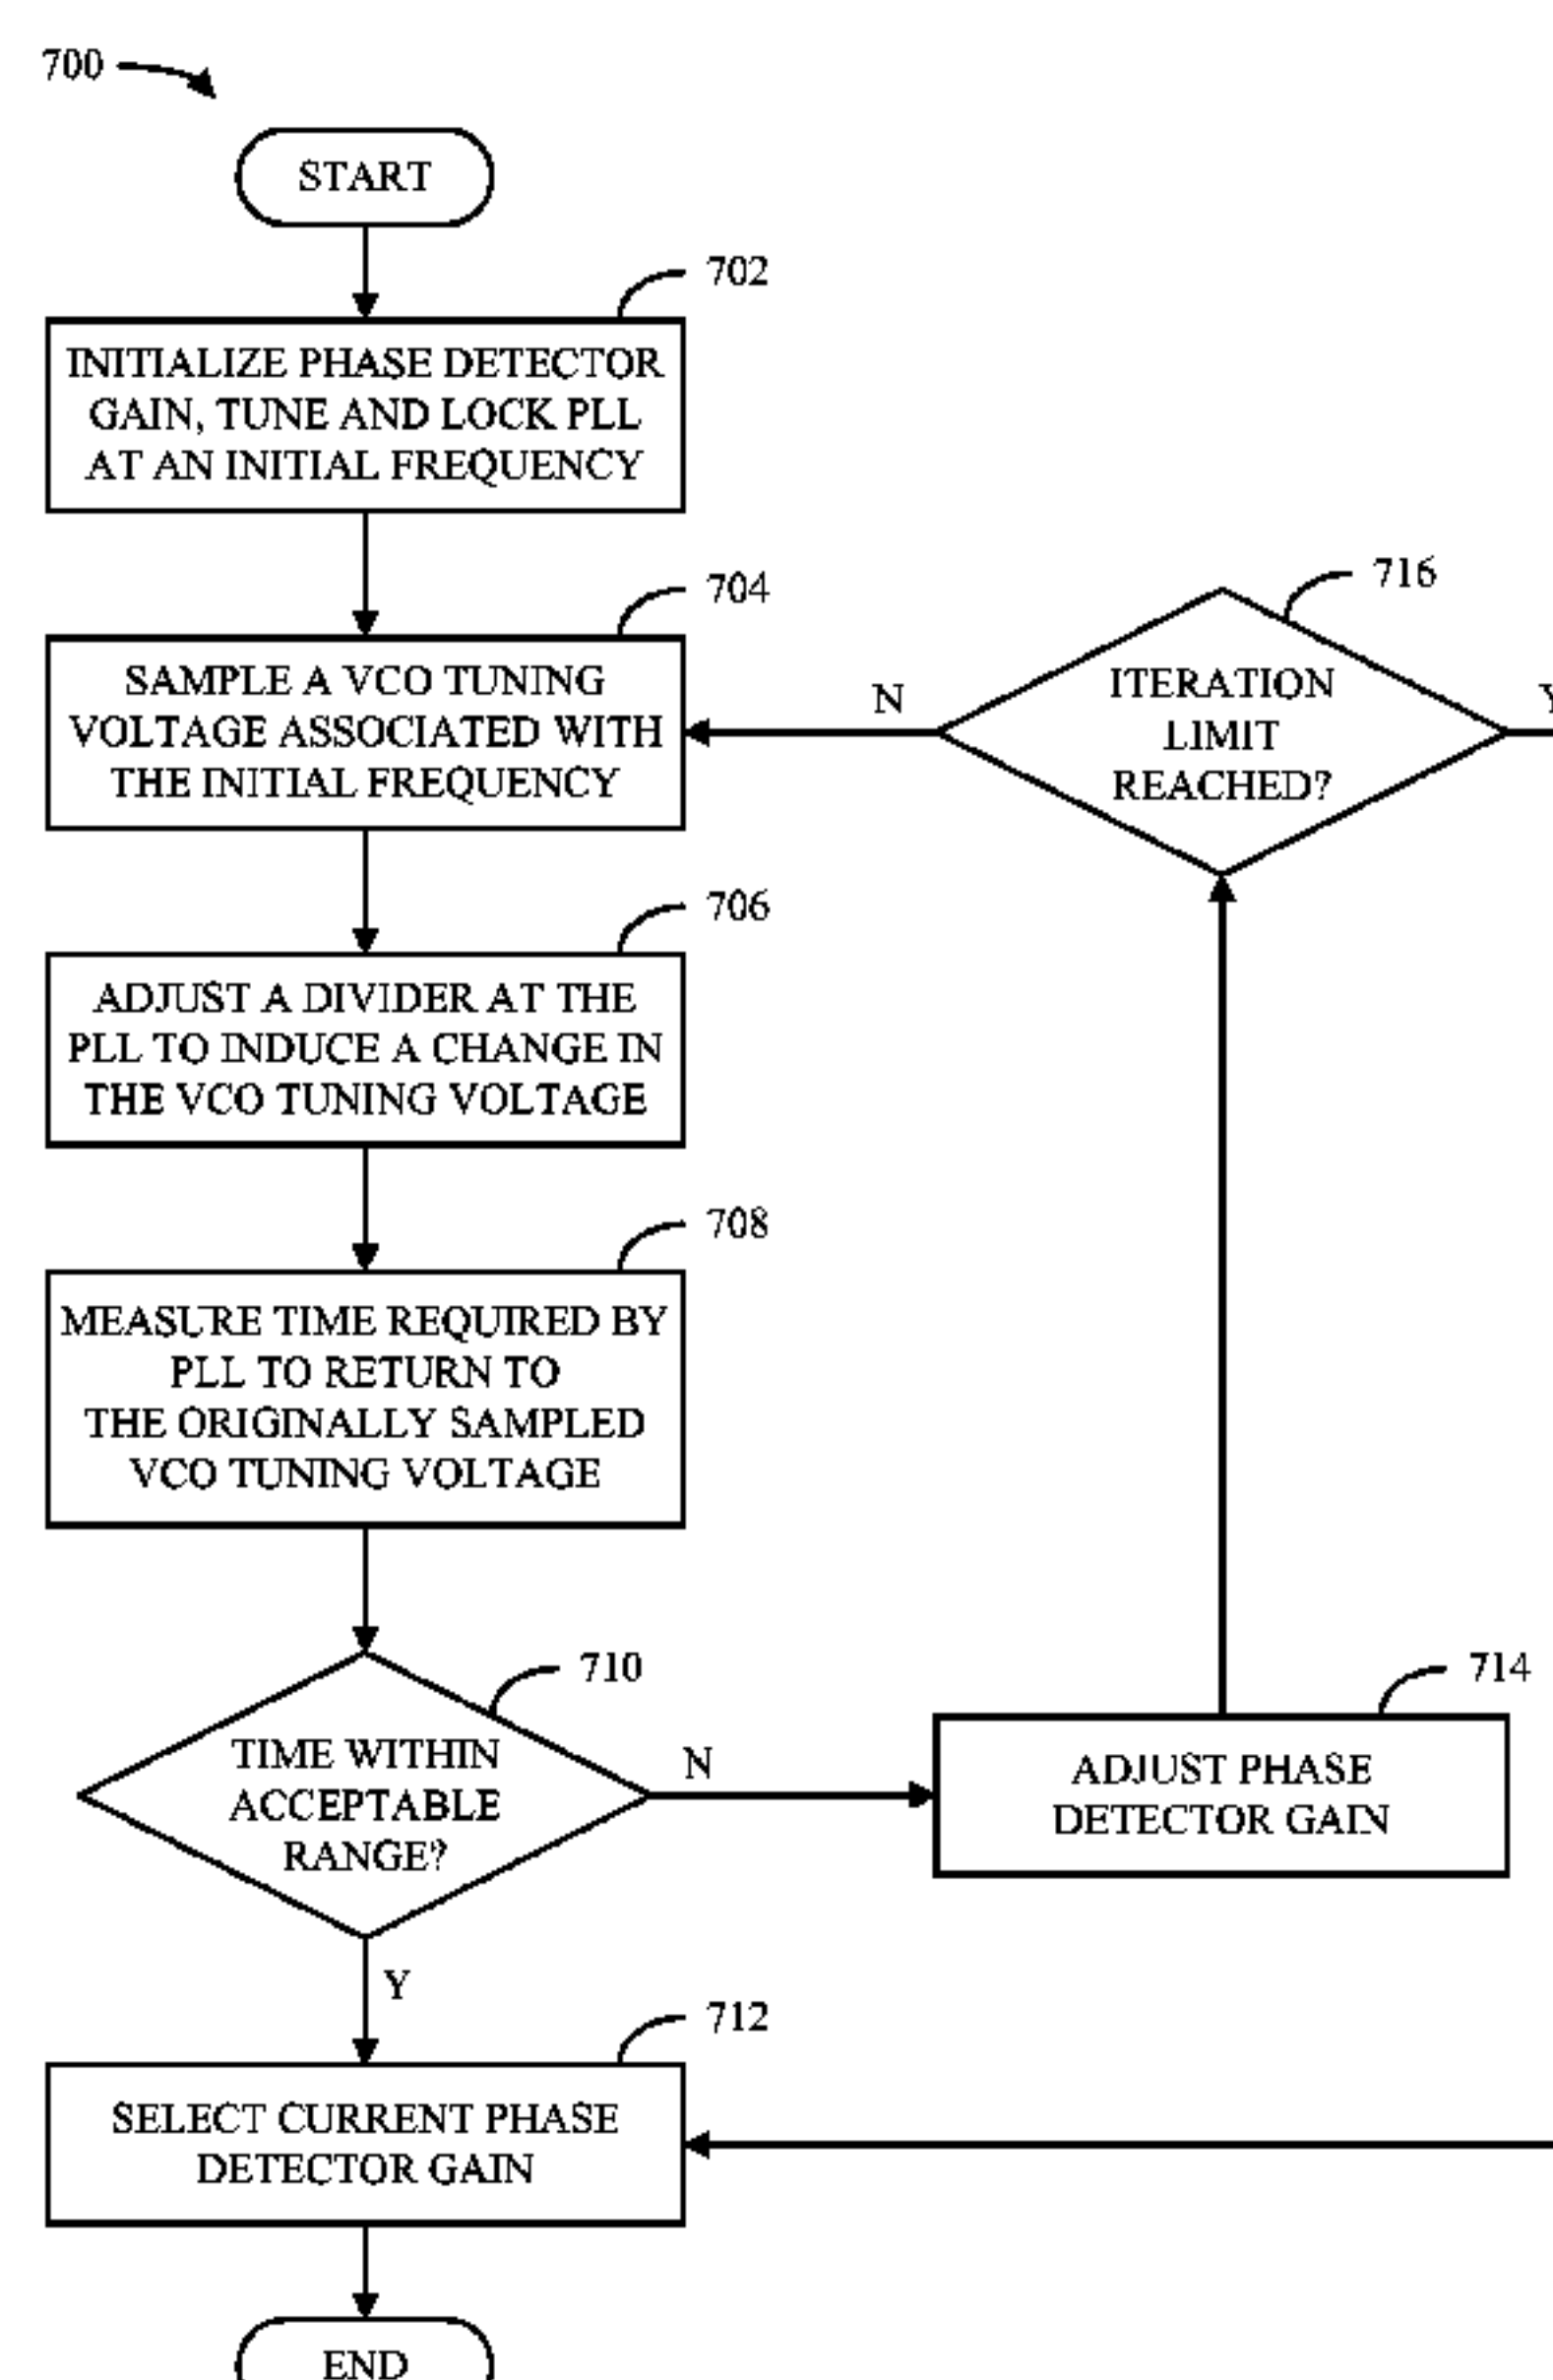 700
START
702
INITIALIZE PHASE DETECTOR
GAIN, TUNE AND LOCK PLL
AT AN INITIAL FREQUENCY
704
SAMPLE A VCO TUNING
VOLTAGE ASSOCIATED WITH
THE INITIAL FREQUENCY
716
ITERATION
LIMIT
REACHED?
N
Y
706
ADJUST A DIVIDER AT THE
PLL TO INDUCE A CHANGE IN
THE VCO TUNING VOLTAGE
708
MEASURE TIME REQUIRED BY
PLL TO RETURN TO
THE ORIGINALLY SAMPLED
VCO TUNING VOLTAGE
710
TIME WITHIN
ACCEPTABLE
RANGE?
N
Y
714
ADJUST PHASE
DETECTOR GAIN
712
SELECT CURRENT PHASE
DETECTOR GAIN
END